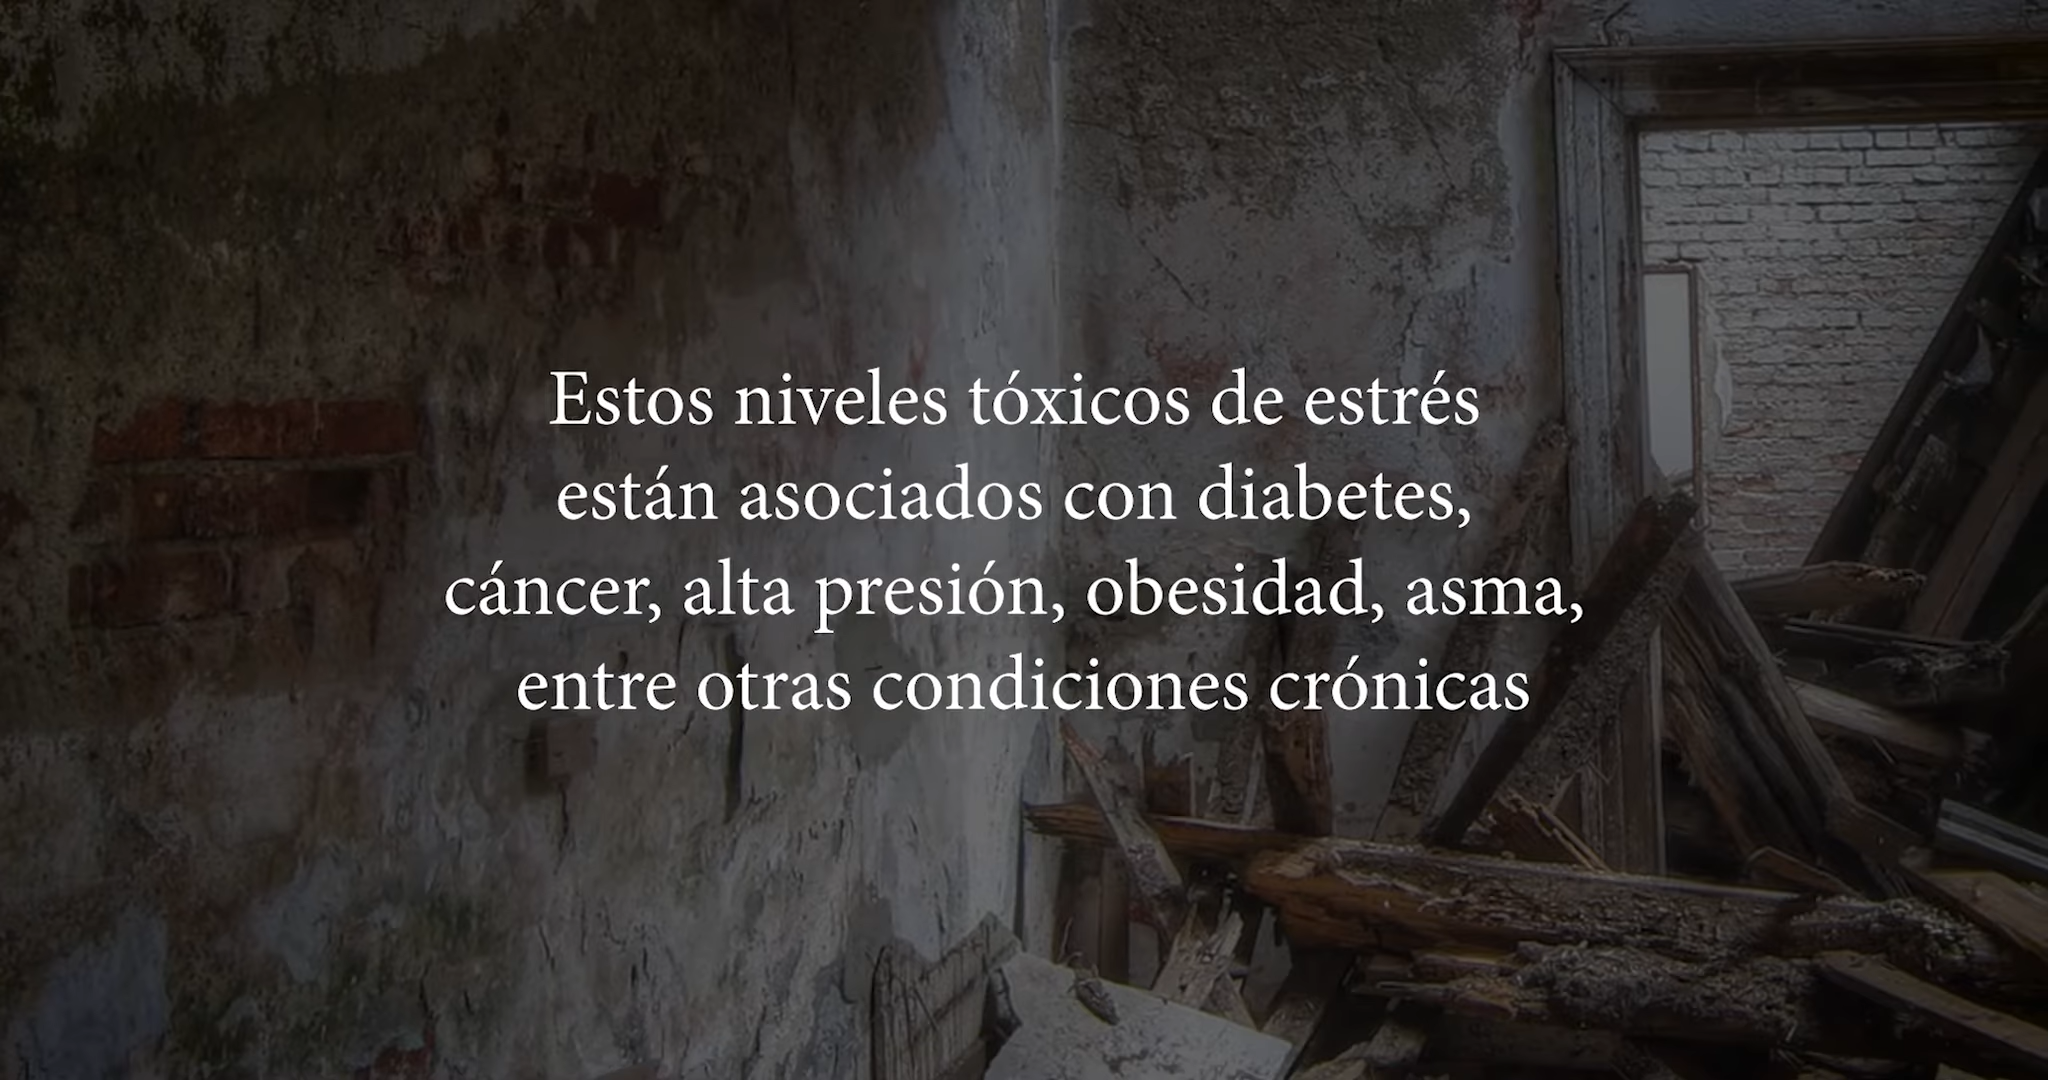 Estos niveles tóxicos de estrés
están asociados con diabetes,
cáncer, alta presión, obesidad, asma,
entre otras condiciones crónicas